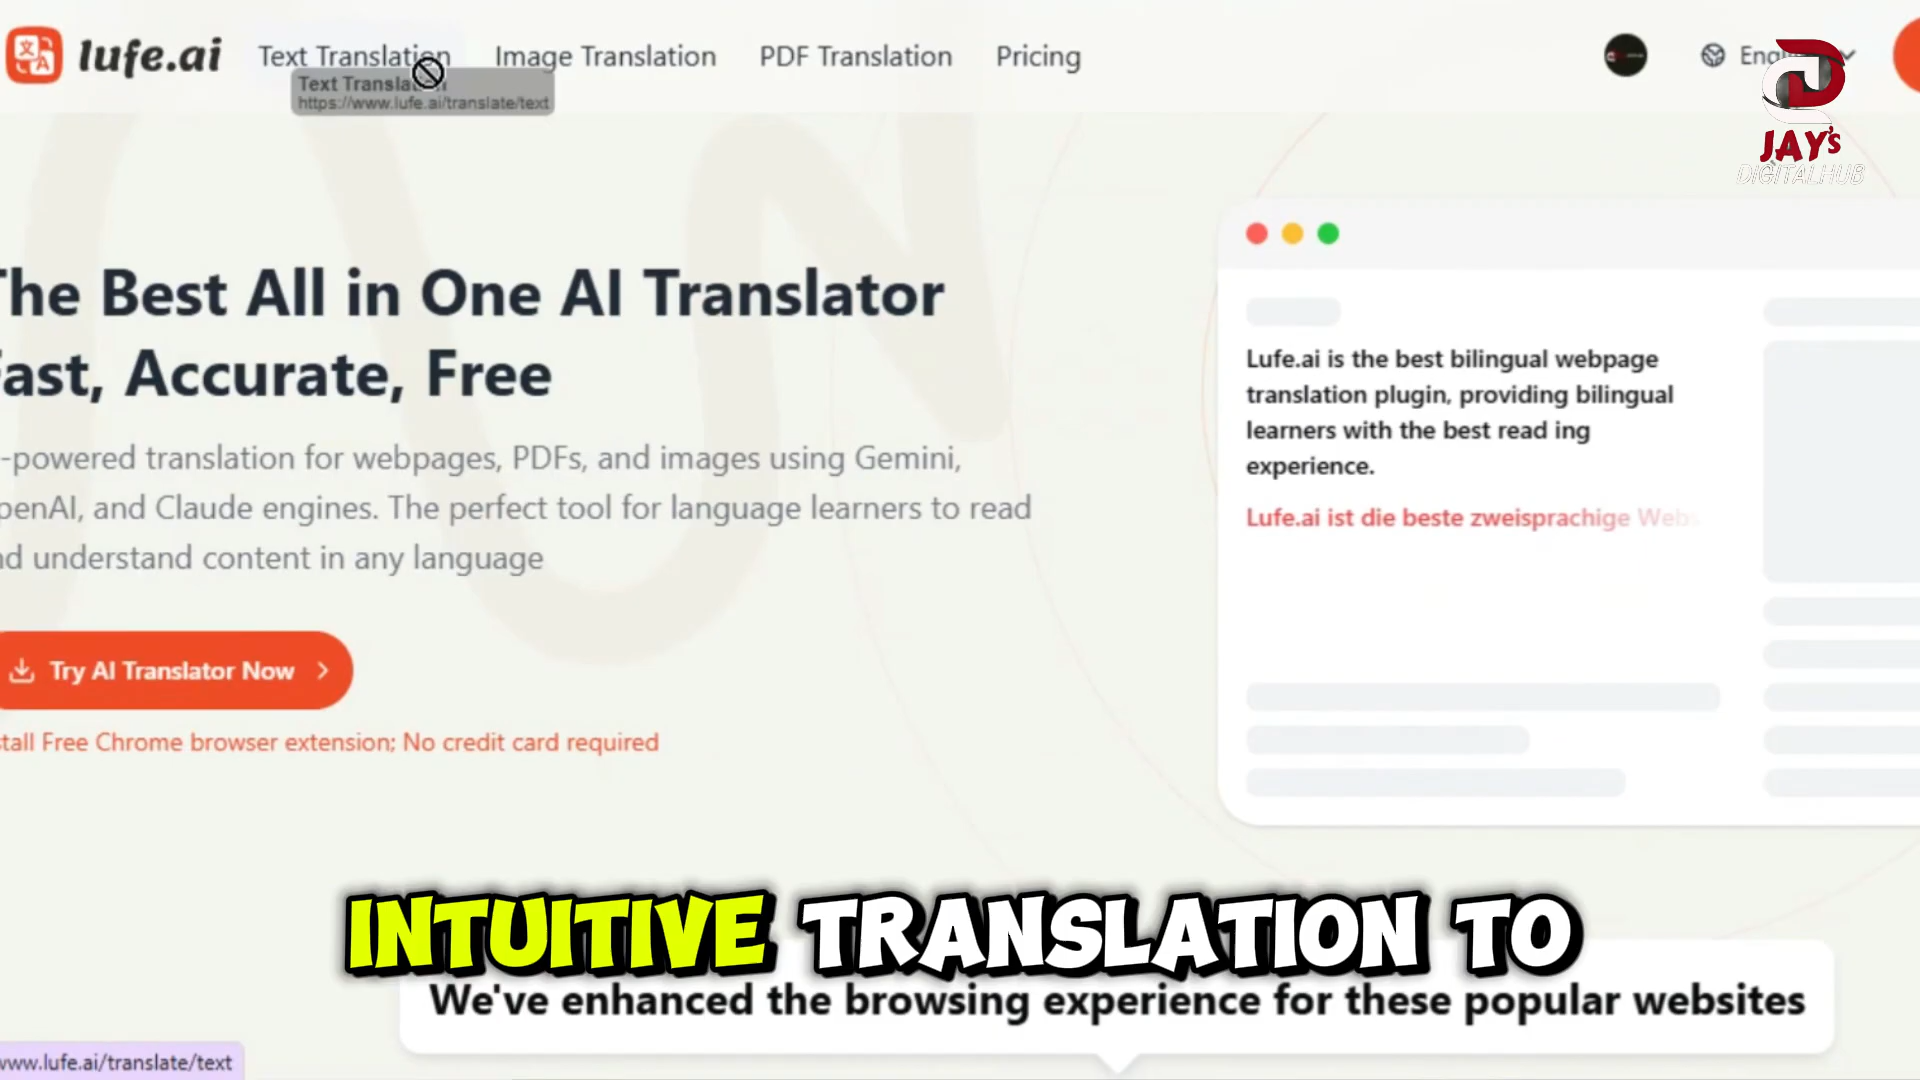 lufe.ai
Text Translation
Image Translation
PDF Translation
Pricing
https://www.lufe.ai/translate/text
JAY's
DIGITALHUB
The Best All in One AI Translator
Fast, Accurate, Free
-powered translation for webpages, PDFs, and images using Gemini,
penAI, and Claude engines. The perfect tool for language learners to read
nd understand content in any language
Try AI Translator Now
tall Free Chrome browser extension; No credit card required
Lufe.ai is the best bilingual webpage
translation plugin, providing bilingual
learners with the best read ing
experience.
Lufe.ai ist die beste zweisprachige Webs
INTUITIVE TRANSLATION TO
We've enhanced the browsing experience for these popular websites
www.lufe.ai/translate/text